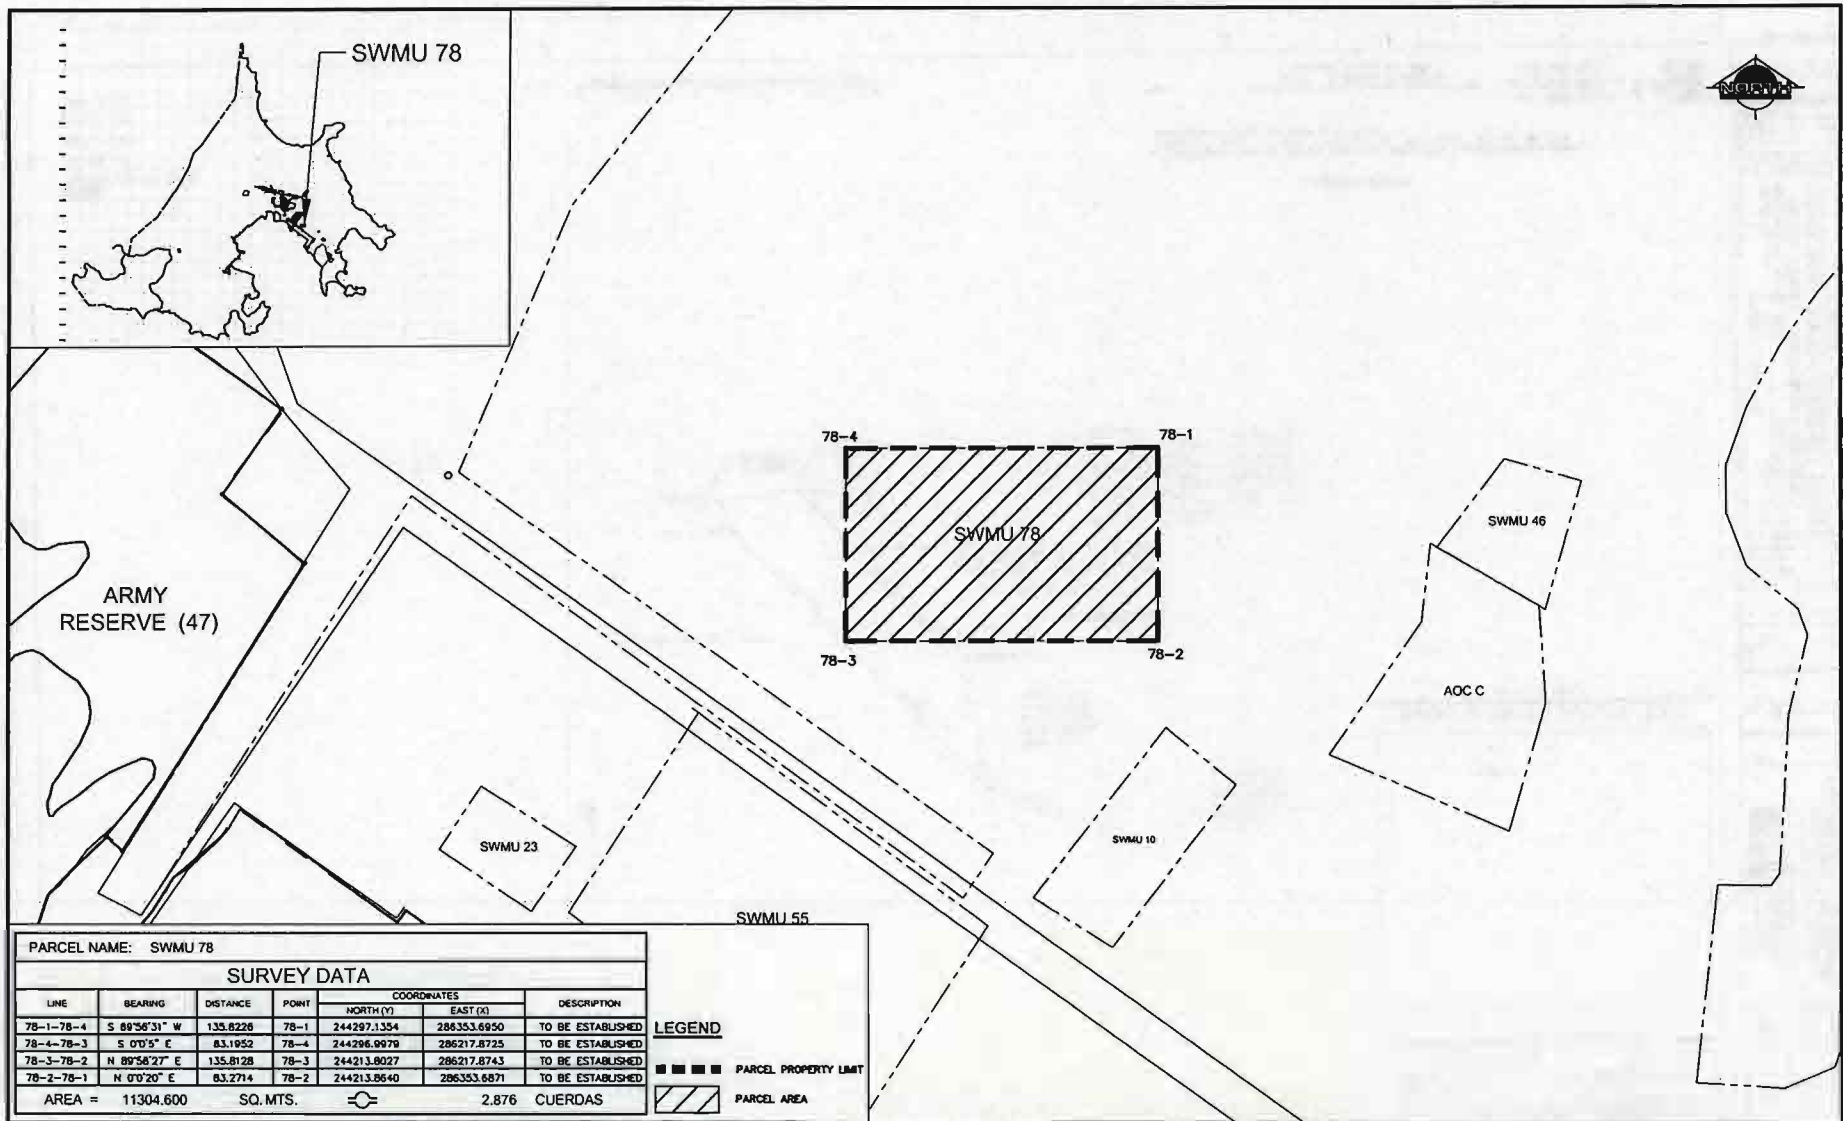 SWMU 78
NORTH
78-4
78-1
SWMU 78
SWMU 46
ARMY
RESERVE (47)
78-3
78-2
AOC C
SWMU 23
SWMU 10
SWMU 55
PARCEL NAME: SWMU 78
SURVEY DATA
LINE BEARING DISTANCE POINT COORDINATES DESCRIPTION
NORTH (Y) EAST (X)
78-1-78-4 S 89°56'31" W 135.8226 78-1 244297.1354 286353.6950 TO BE ESTABLISHED
78-4-78-3 S 0°0'5" E 83.1952 78-4 244296.9979 286217.8725 TO BE ESTABLISHED
78-3-78-2 N 89°58'27" E 135.8128 78-3 244213.8027 286217.8743 TO BE ESTABLISHED
78-2-78-1 N 0°0'20" E 83.2714 78-2 244213.8640 286353.6871 TO BE ESTABLISHED
AREA = 11304.600 SQ.MTS. 2.876 CUERDAS
LEGEND
PARCEL PROPERTY LIMIT
PARCEL AREA